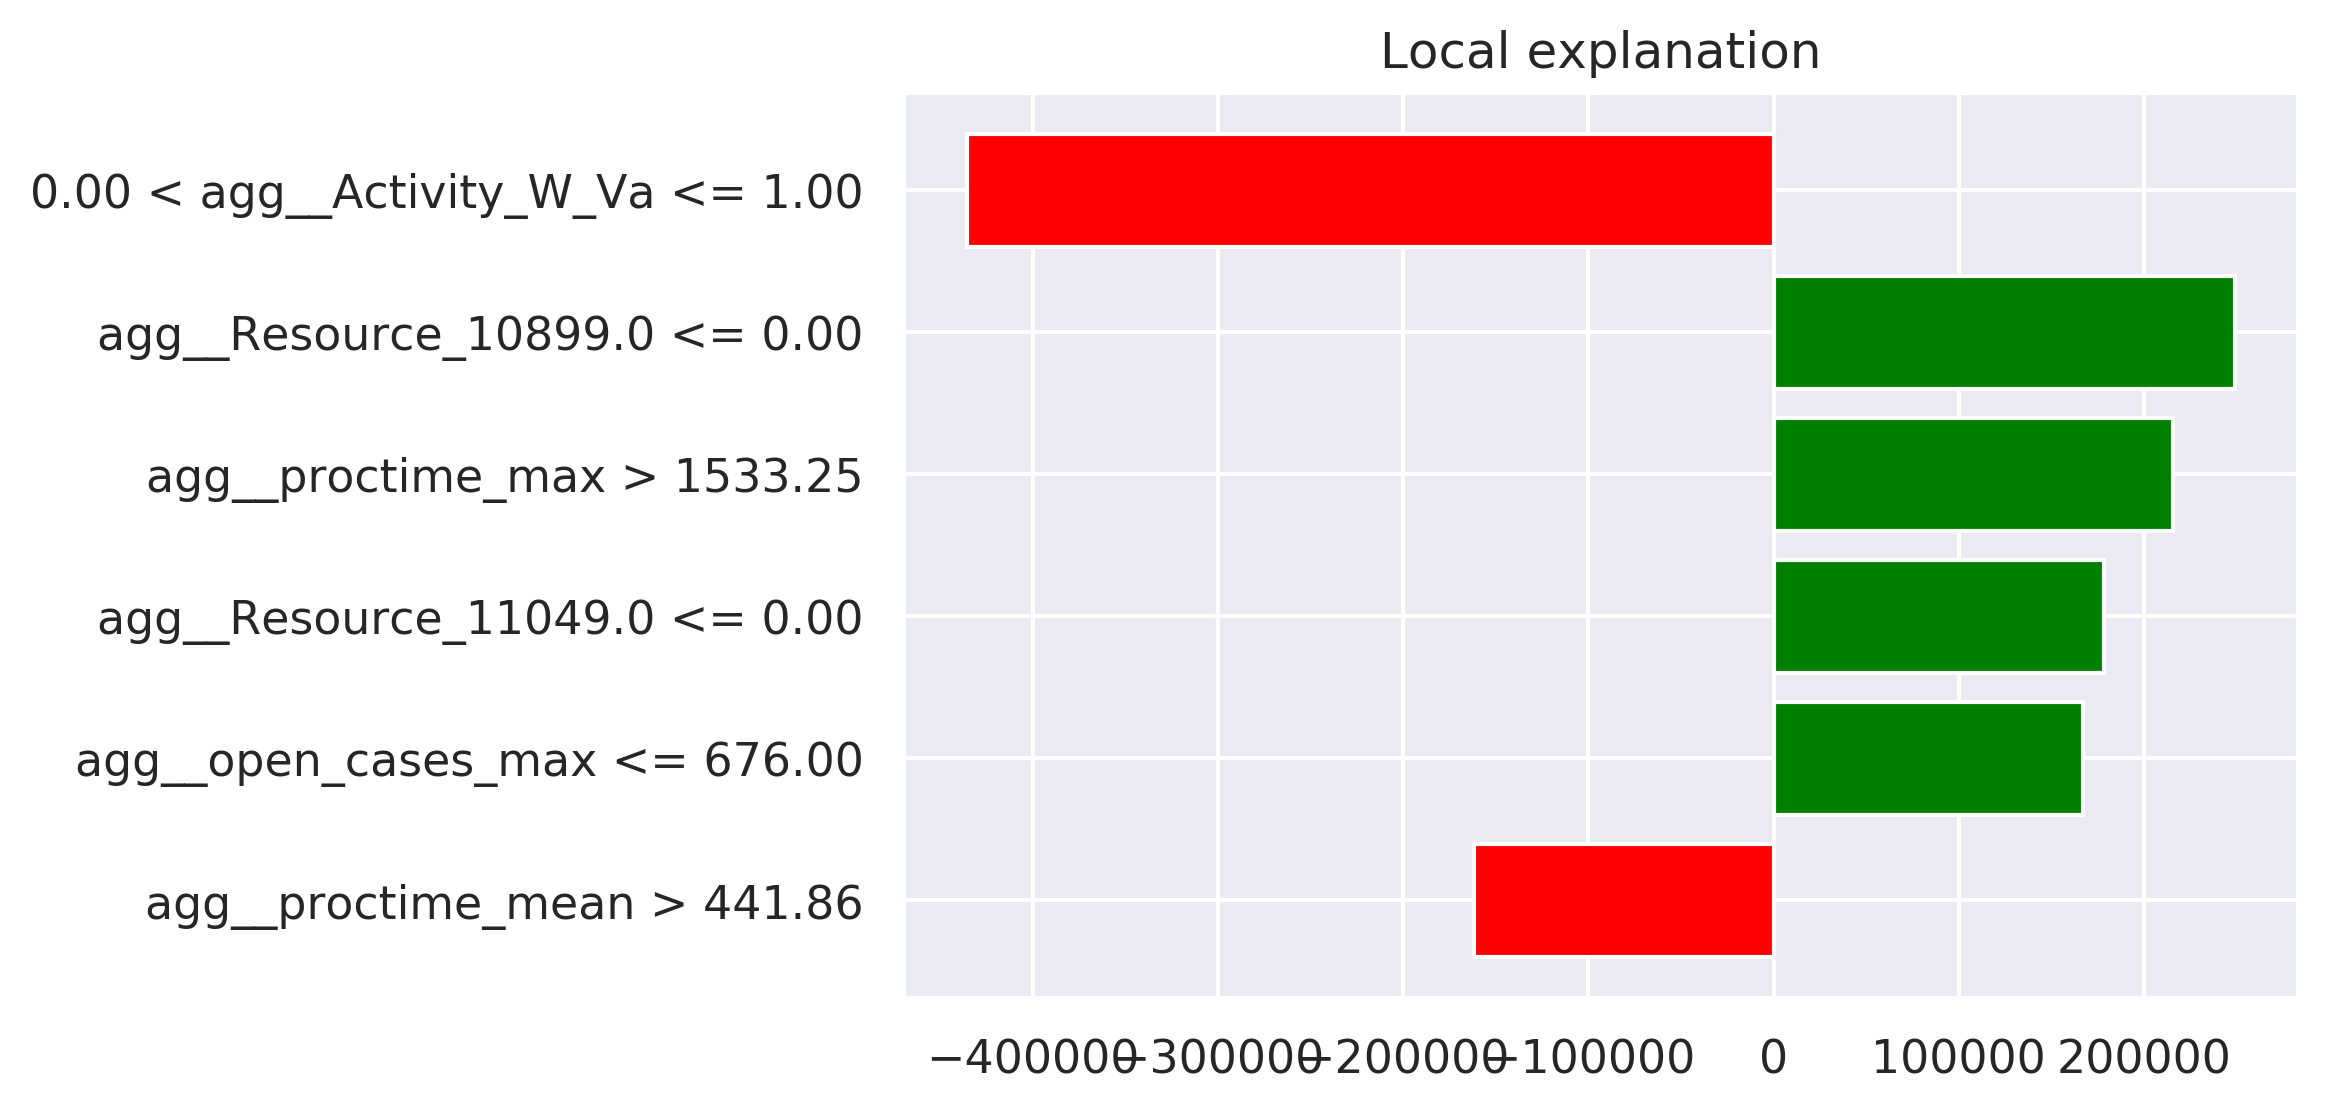 Local explanation
0.00 < agg__Activity_W_Va <= 1.00
agg__Resource_10899.0 <= 0.00
agg__proctime_max > 1533.25
agg__Resource_11049.0 <= 0.00
agg__open_cases_max <= 676.00
agg__proctime_mean > 441.86
−400000 −300000 −200000 −100000 0 100000 200000